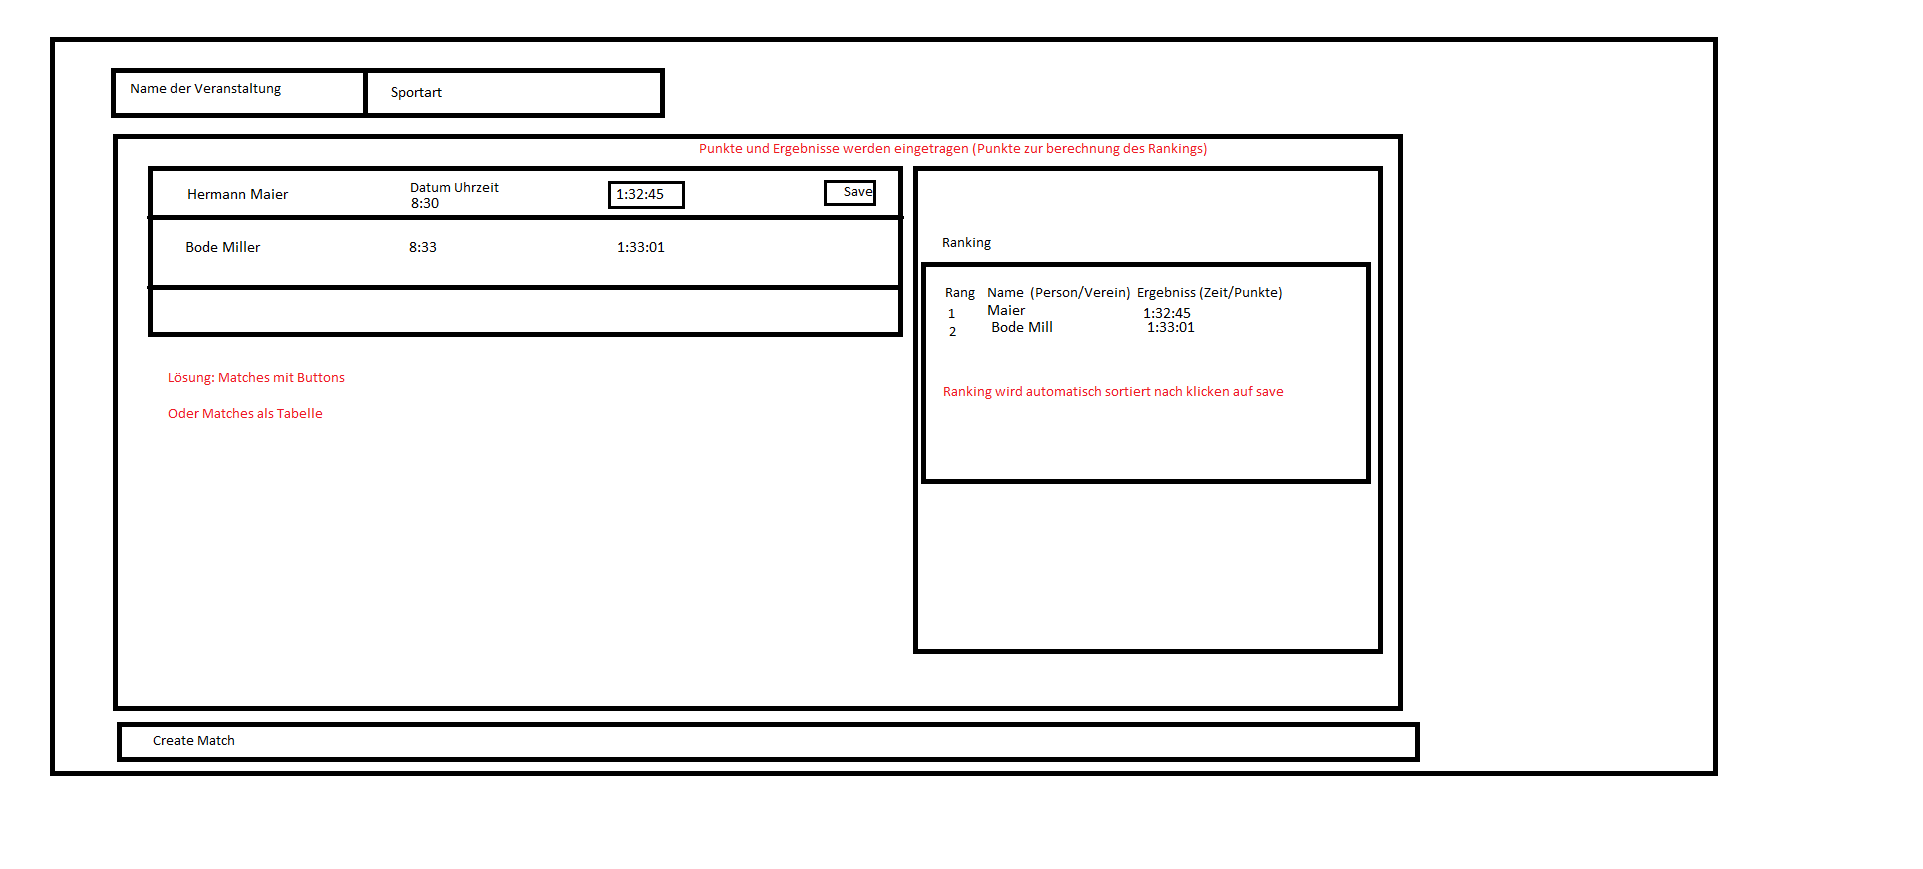 Name der Veranstaltung
Sportart
Punkte und Ergebnisse werden eingetragen (Punkte zur berechnung des Rankings)
Hermann Maier
Datum Uhrzeit
8:30
1:32:45
Save
Bode Miller
8:33
1:33:01
Lösung: Matches mit Buttons
Oder Matches als Tabelle
Ranking
Rang Name (Person/Verein) Ergebniss (Zeit/Punkte)
1 Maier 1:32:45
2 Bode Mill 1:33:01
Ranking wird automatisch sortiert nach klicken auf save
Create Match